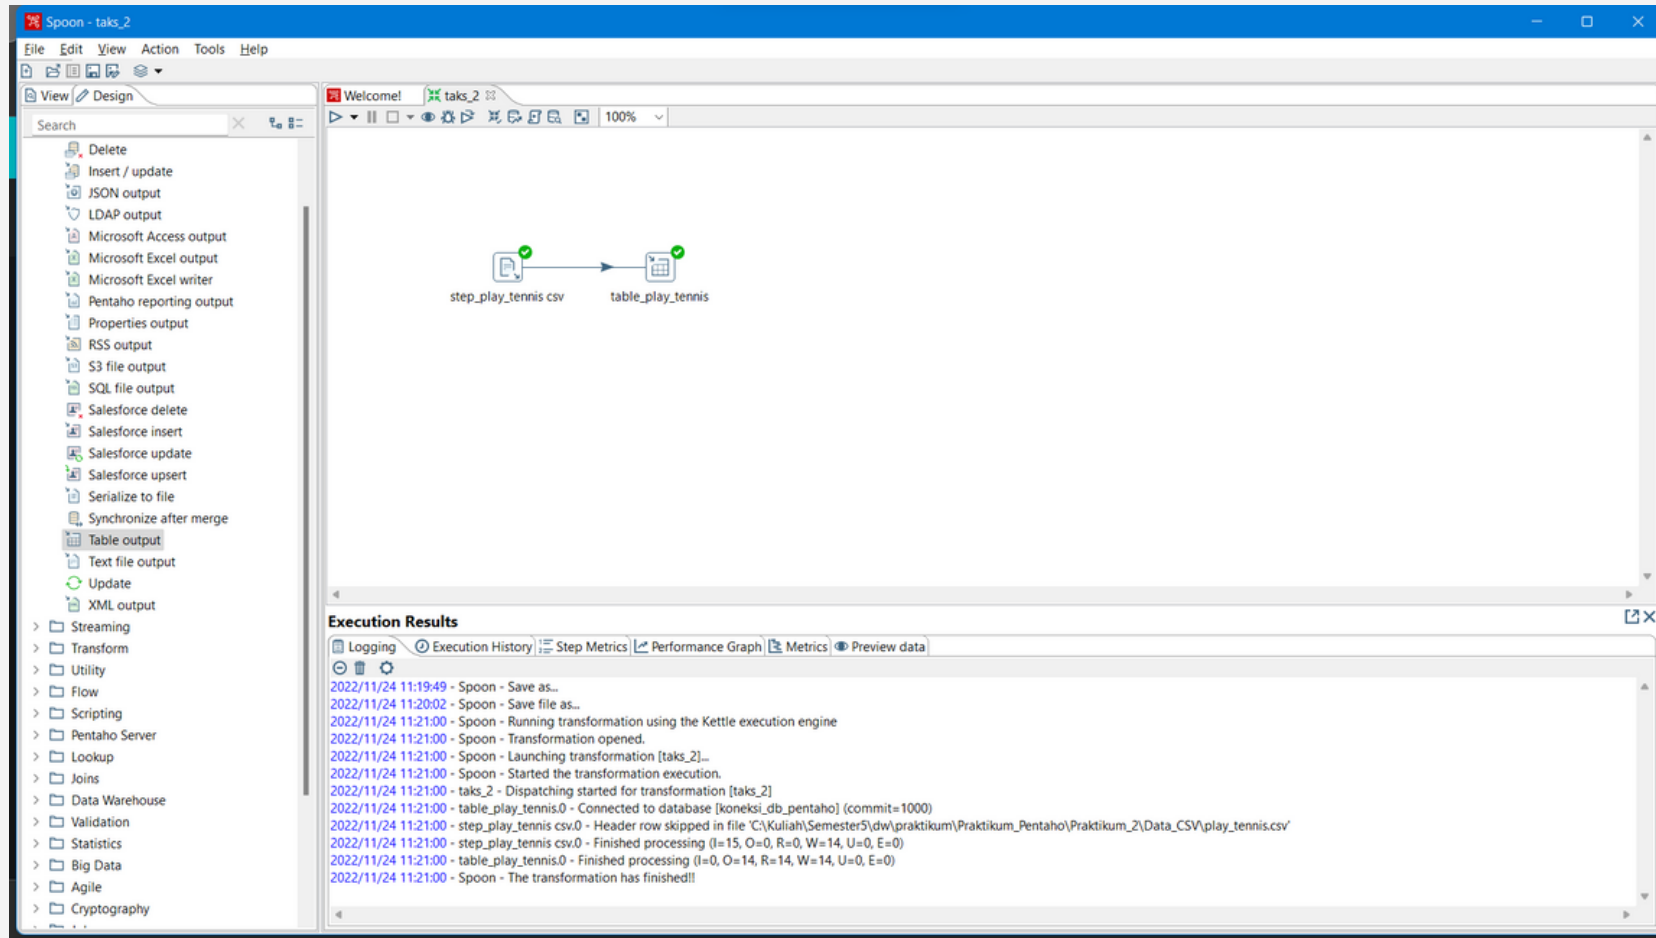 Spoon - taks_2
File Edit View Action Tools Help
View Design
Search
Delete
Insert / update
JSON output
LDAP output
Microsoft Access output
Microsoft Excel output
Microsoft Excel writer
Pentaho reporting output
Properties output
RSS output
S3 file output
SQL file output
Salesforce delete
Salesforce insert
Salesforce update
Salesforce upsert
Serialize to file
Synchronize after merge
Table output
Text file output
Update
XML output
Streaming
Transform
Utility
Flow
Scripting
Pentaho Server
Lookup
Joins
Data Warehouse
Validation
Statistics
Big Data
Agile
Cryptography
Welcome! taks_2
100%
step_play_tennis csv table_play_tennis
Execution Results
Logging Execution History Step Metrics Performance Graph Metrics Preview data
2022/11/24 11:19:49 - Spoon - Save as...
2022/11/24 11:20:02 - Spoon - Save file as...
2022/11/24 11:21:00 - Spoon - Running transformation using the Kettle execution engine
2022/11/24 11:21:00 - Spoon - Transformation opened.
2022/11/24 11:21:00 - Spoon - Launching transformation [taks_2]...
2022/11/24 11:21:00 - Spoon - Started the transformation execution.
2022/11/24 11:21:00 - taks_2 - Dispatching started for transformation [taks_2]
2022/11/24 11:21:00 - table_play_tennis.0 - Connected to database [koneksi_db_pentaho] (commit=1000)
2022/11/24 11:21:00 - step_play_tennis csv.0 - Header row skipped in file 'C:\Kuliah\Semester5\dw\praktikum\Praktikum_Pentaho\Praktikum_2\Data_CSV\play_tennis.csv'
2022/11/24 11:21:00 - step_play_tennis csv.0 - Finished processing (I=15, O=0, R=0, W=14, U=0, E=0)
2022/11/24 11:21:00 - table_play_tennis.0 - Finished processing (I=0, O=14, R=14, W=14, U=0, E=0)
2022/11/24 11:21:00 - Spoon - The transformation has finished!!